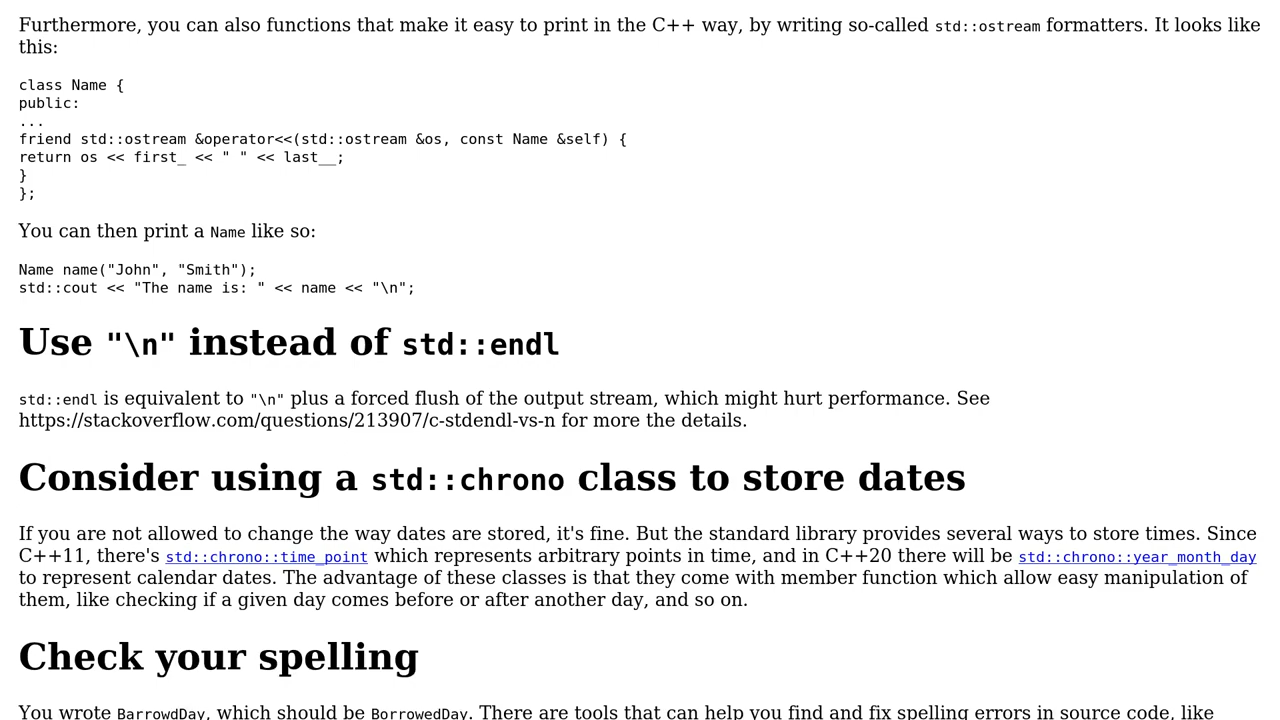 Furthermore, you can also functions that make it easy to print in the C++ way, by writing so-called std::ostream formatters. It looks like
this:
class Name {
public:
...
friend std::ostream &operator<<(std::ostream &os, const Name &self) {
return os << first_ << " " << last__;
}
};
You can then print a Name like so:
Name name("John", "Smith");
std::cout << "The name is: " << name << "\n";
Use "\n" instead of std::endl
std::endl is equivalent to "\n" plus a forced flush of the output stream, which might hurt performance. See
https://stackoverflow.com/questions/213907/c-stdendl-vs-n for more the details.
Consider using a std::chrono class to store dates
If you are not allowed to change the way dates are stored, it's fine. But the standard library provides several ways to store times. Since
C++11, there's std::chrono::time_point which represents arbitrary points in time, and in C++20 there will be std::chrono::year_month_day
to represent calendar dates. The advantage of these classes is that they come with member function which allow easy manipulation of
them, like checking if a given day comes before or after another day, and so on.
Check your spelling
You wrote BarrowdDay, which should be BorrowedDay. There are tools that can help you find and fix spelling errors in source code, like